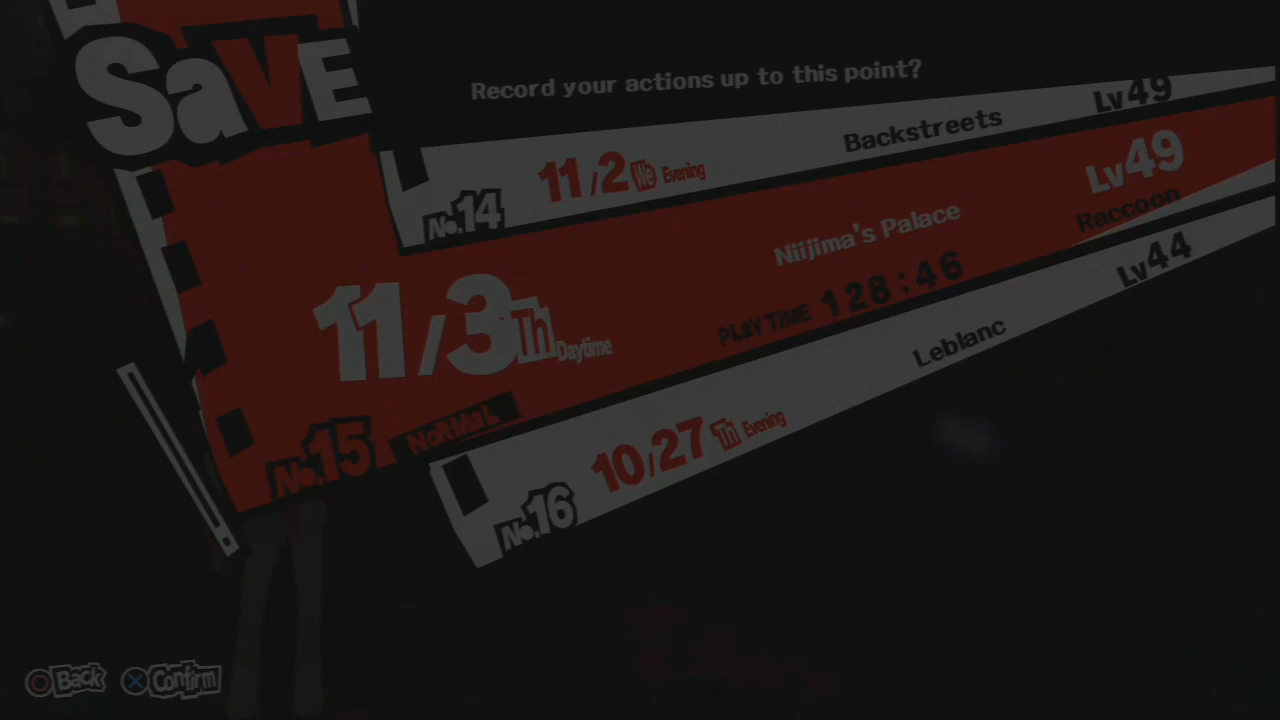 SaVE
Record your actions up to this point?
No.14 11/2 We Evening Backstreets Lv49
11/3 Th Daytime Niijima's Palace Lv49
PLaY TiME 128:46 Raccoon
No.15 NoRMaL
No.16 10/27 Th Evening Leblanc Lv44
Back Confirm